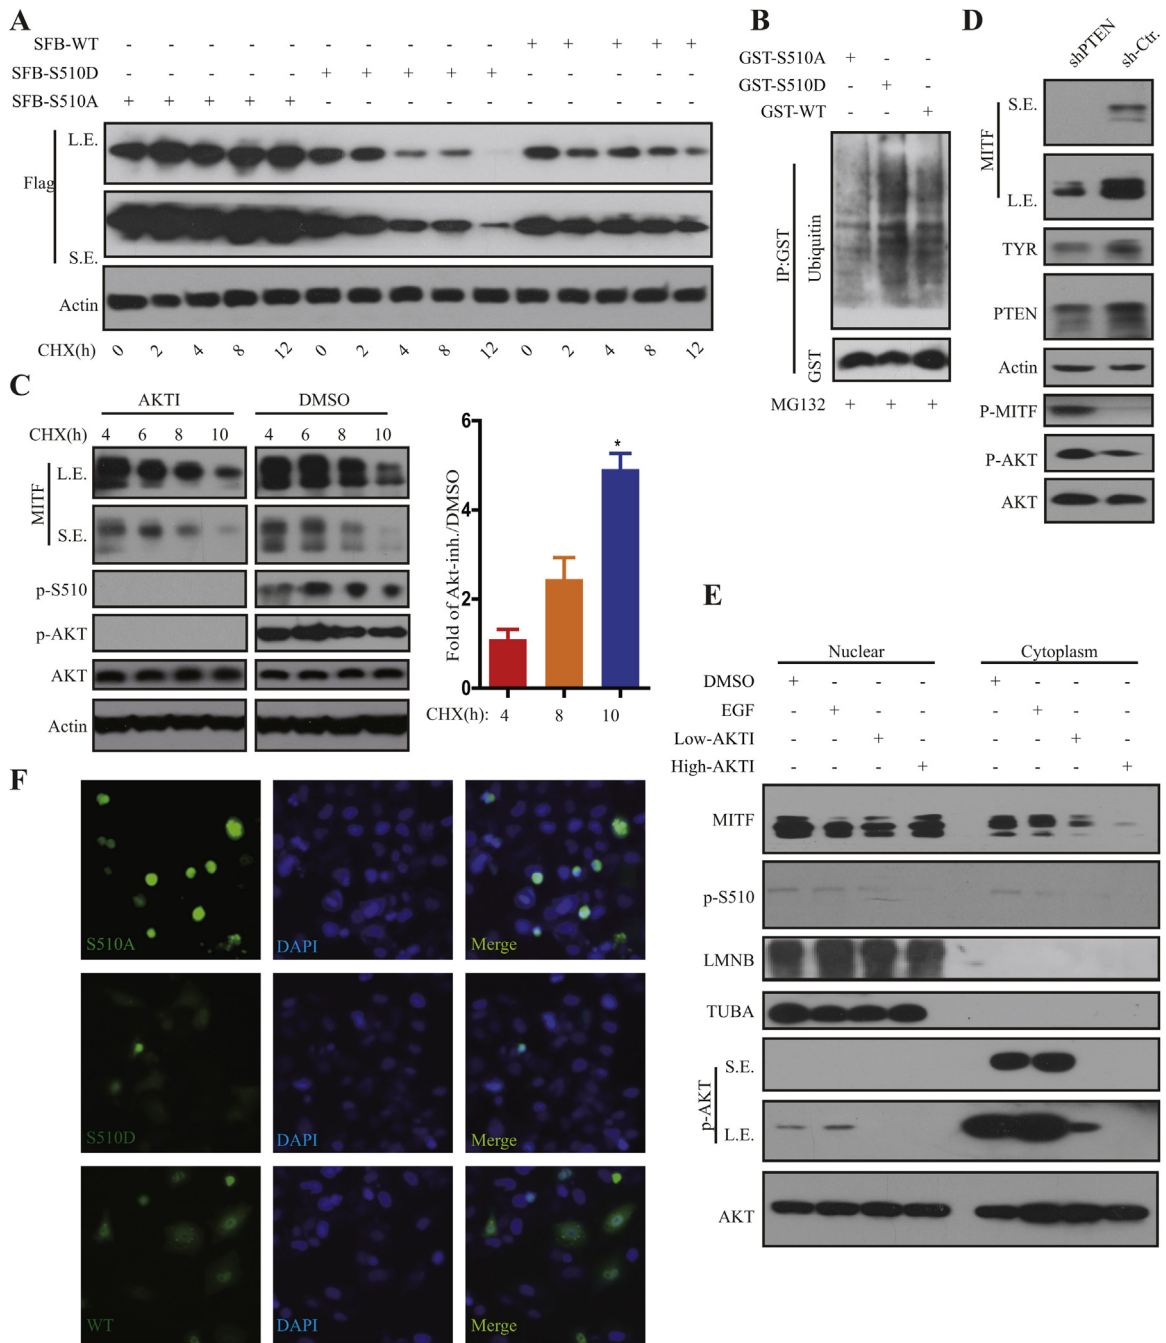 A
SFB-WT - - - - - - - - - - + + + + +
SFB-S510D - - - - - + + + + + - - - - -
SFB-S510A + + + + + - - - - - - - - - -
L.E.
Flag
S.E.
Actin
CHX(h) 0 2 4 8 12 0 2 4 8 12 0 2 4 8 12
B
GST-S510A + - -
GST-S510D - + -
GST-WT - - +
IP:GST
Ubiquitin
GST
MG132 + + +
C
AKTI DMSO
CHX(h) 4 6 8 10 4 6 8 10
MITF
L.E.
S.E.
p-S510
p-AKT
AKT
Actin
Fold of Akt-inh./DMSO
6
4
2
0
*
CHX(h): 4 8 10
D
shPTEN sh-Ctr.
MITF
S.E.
L.E.
TYR
PTEN
Actin
P-MITF
P-AKT
AKT
E
Nuclear Cytoplasm
DMSO + - - - + - - -
EGF - + - - - + - -
Low-AKTI - - + - - - + -
High-AKTI - - - + - - - +
MITF
p-S510
LMNB
TUBA
p-AKT
S.E.
L.E.
AKT
F
S510A DAPI Merge
S510D DAPI Merge
WT DAPI Merge